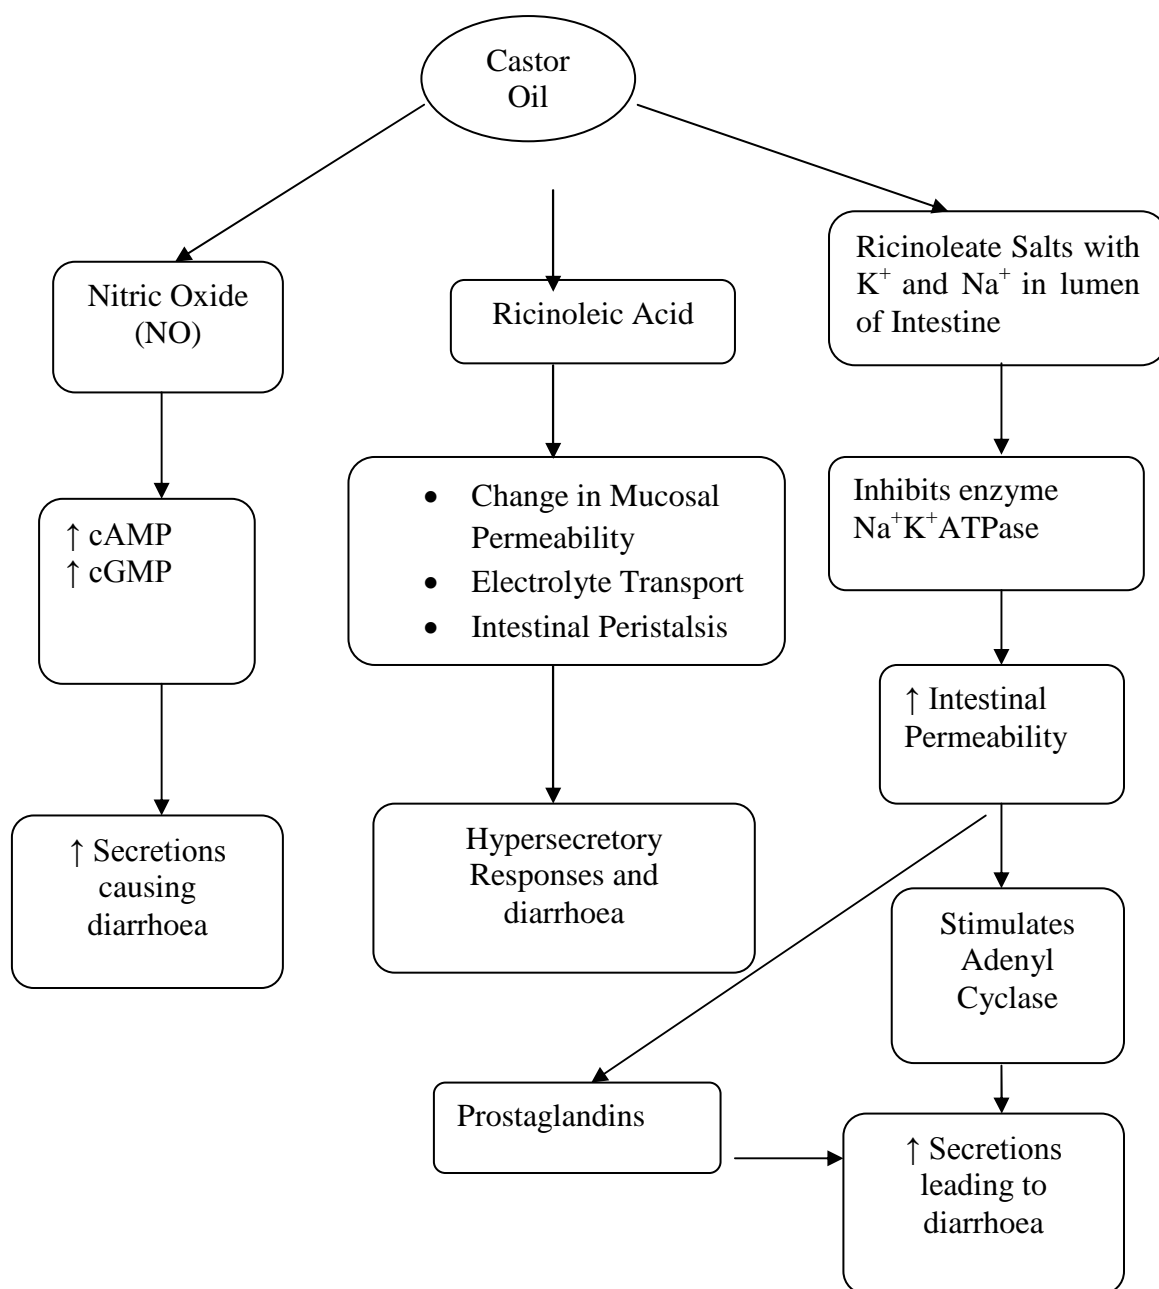 Castor
Oil
Nitric Oxide
(NO)
Ricinoleic Acid
Ricinoleate Salts with
K⁺ and Na⁺ in lumen
of Intestine
↑ cAMP
↑ cGMP
• Change in Mucosal
Permeability
• Electrolyte Transport
• Intestinal Peristalsis
Inhibits enzyme
Na⁺K⁺ATPase
↑ Intestinal
Permeability
↑ Secretions
causing
diarrhoea
Hypersecretory
Responses and
diarrhoea
Stimulates
Adenyl
Cyclase
Prostaglandins
↑ Secretions
leading to
diarrhoea